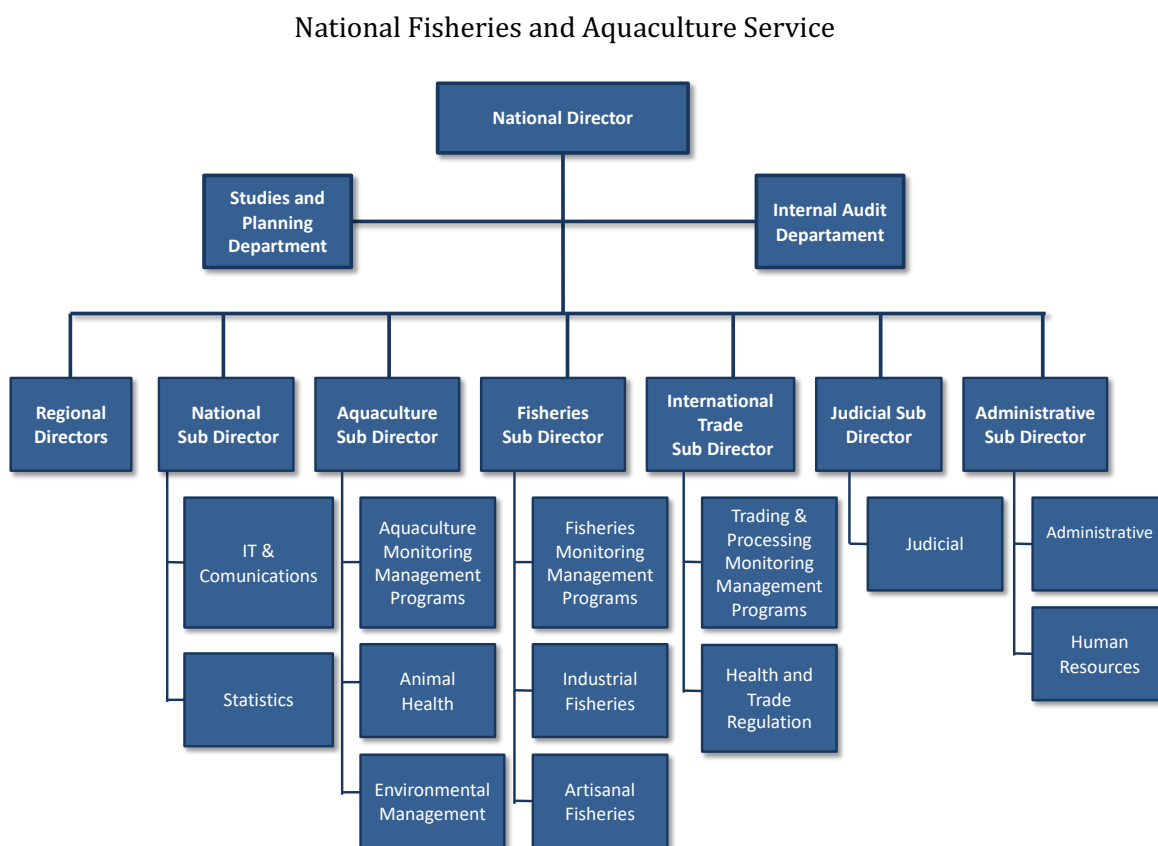 National Fisheries and Aquaculture Service
National Director
Studies and
Planning
Department
Internal Audit
Departament
Regional
Directors
National
Sub Director
Aquaculture
Sub Director
Fisheries
Sub Director
International
Trade
Sub Director
Judicial Sub
Director
Administrative
Sub Director
IT &
Comunications
Aquaculture
Monitoring
Management
Programs
Fisheries
Monitoring
Management
Programs
Trading &
Processing
Monitoring
Management
Programs
Judicial
Administrative
Statistics
Animal
Health
Industrial
Fisheries
Health and
Trade
Regulation
Human
Resources
Environmental
Management
Artisanal
Fisheries